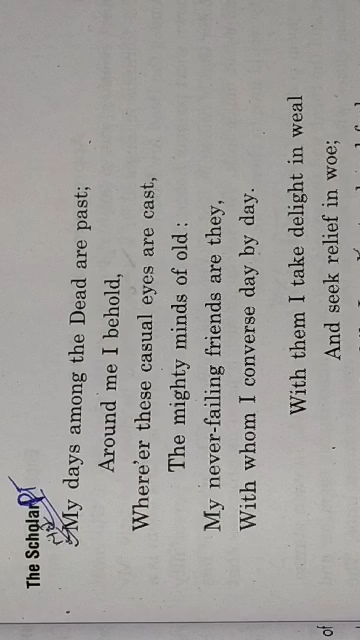 The Scholar
My days among the Dead are past;
Around me I behold,
Where'er these casual eyes are cast,
The mighty minds of old :
My never-failing friends are they,
With whom I converse day by day.
With them I take delight in weal
And seek relief in woe;
of